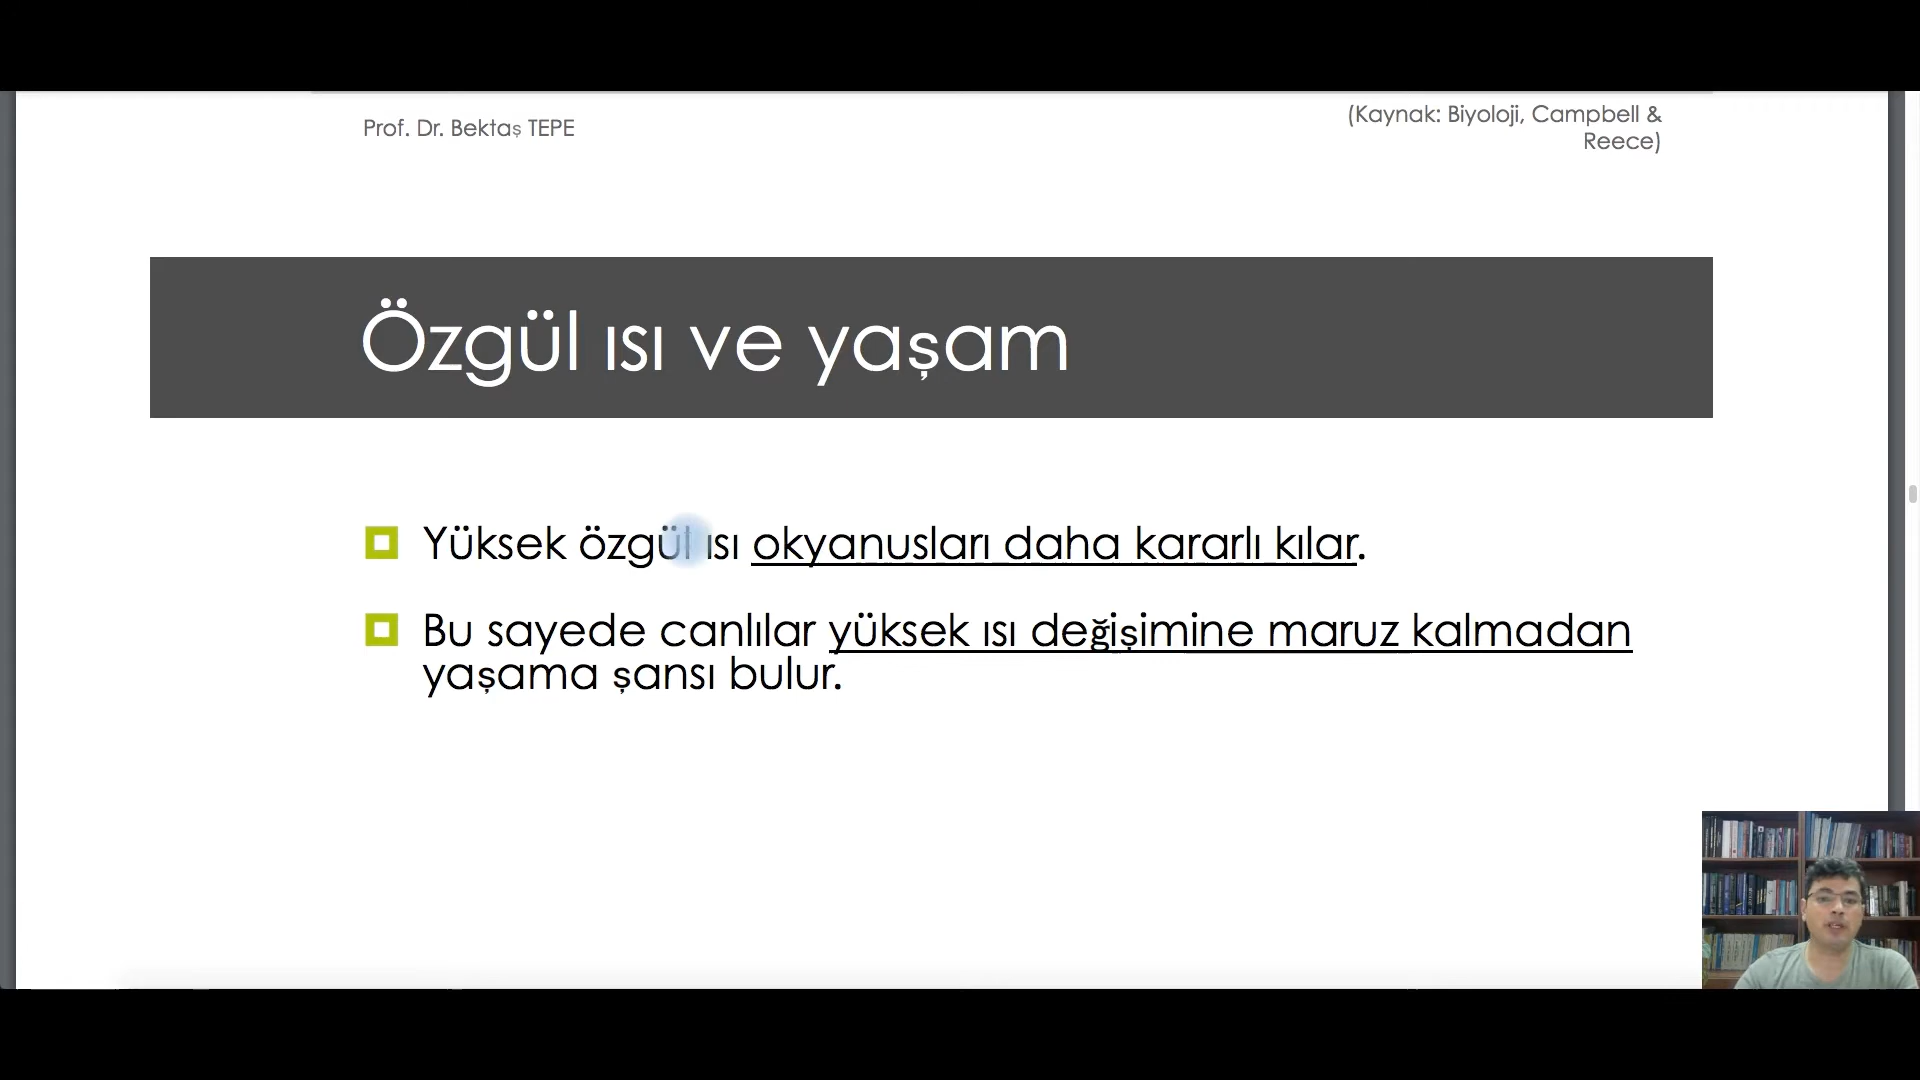 Prof. Dr. Bektaş TEPE
(Kaynak: Biyoloji, Campbell &
Reece)
Özgül ısı ve yaşam
Yüksek özgül ısı okyanusları daha kararlı kılar.
Bu sayede canlılar yüksek ısı değişimine maruz kalmadan
yaşama şansı bulur.